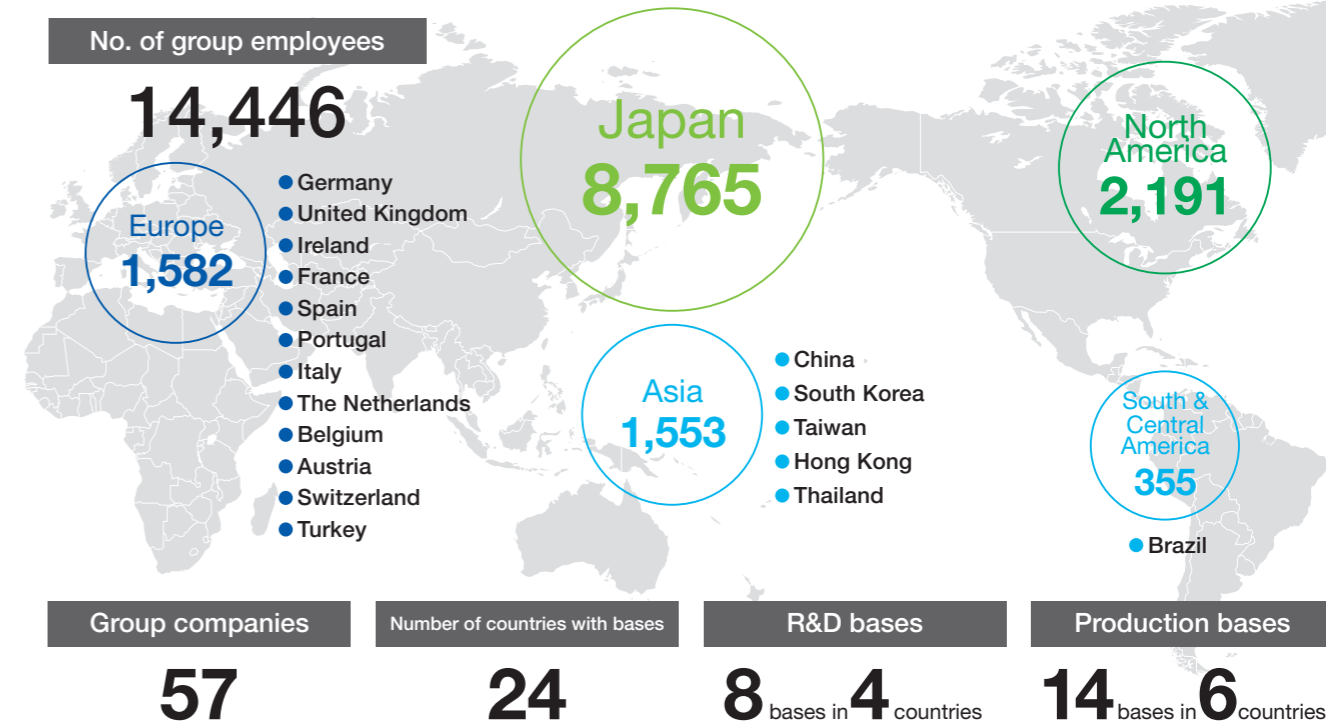 No. of group employees
14,446
Europe
1,582
Germany
United Kingdom
Ireland
France
Spain
Portugal
Italy
The Netherlands
Belgium
Austria
Switzerland
Turkey
Japan
8,765
Asia
1,553
China
South Korea
Taiwan
Hong Kong
Thailand
North
America
2,191
South &
Central
America
355
Brazil
Group companies
57
Number of countries with bases
24
R&D bases
8 bases in 4 countries
Production bases
14 bases in 6 countries